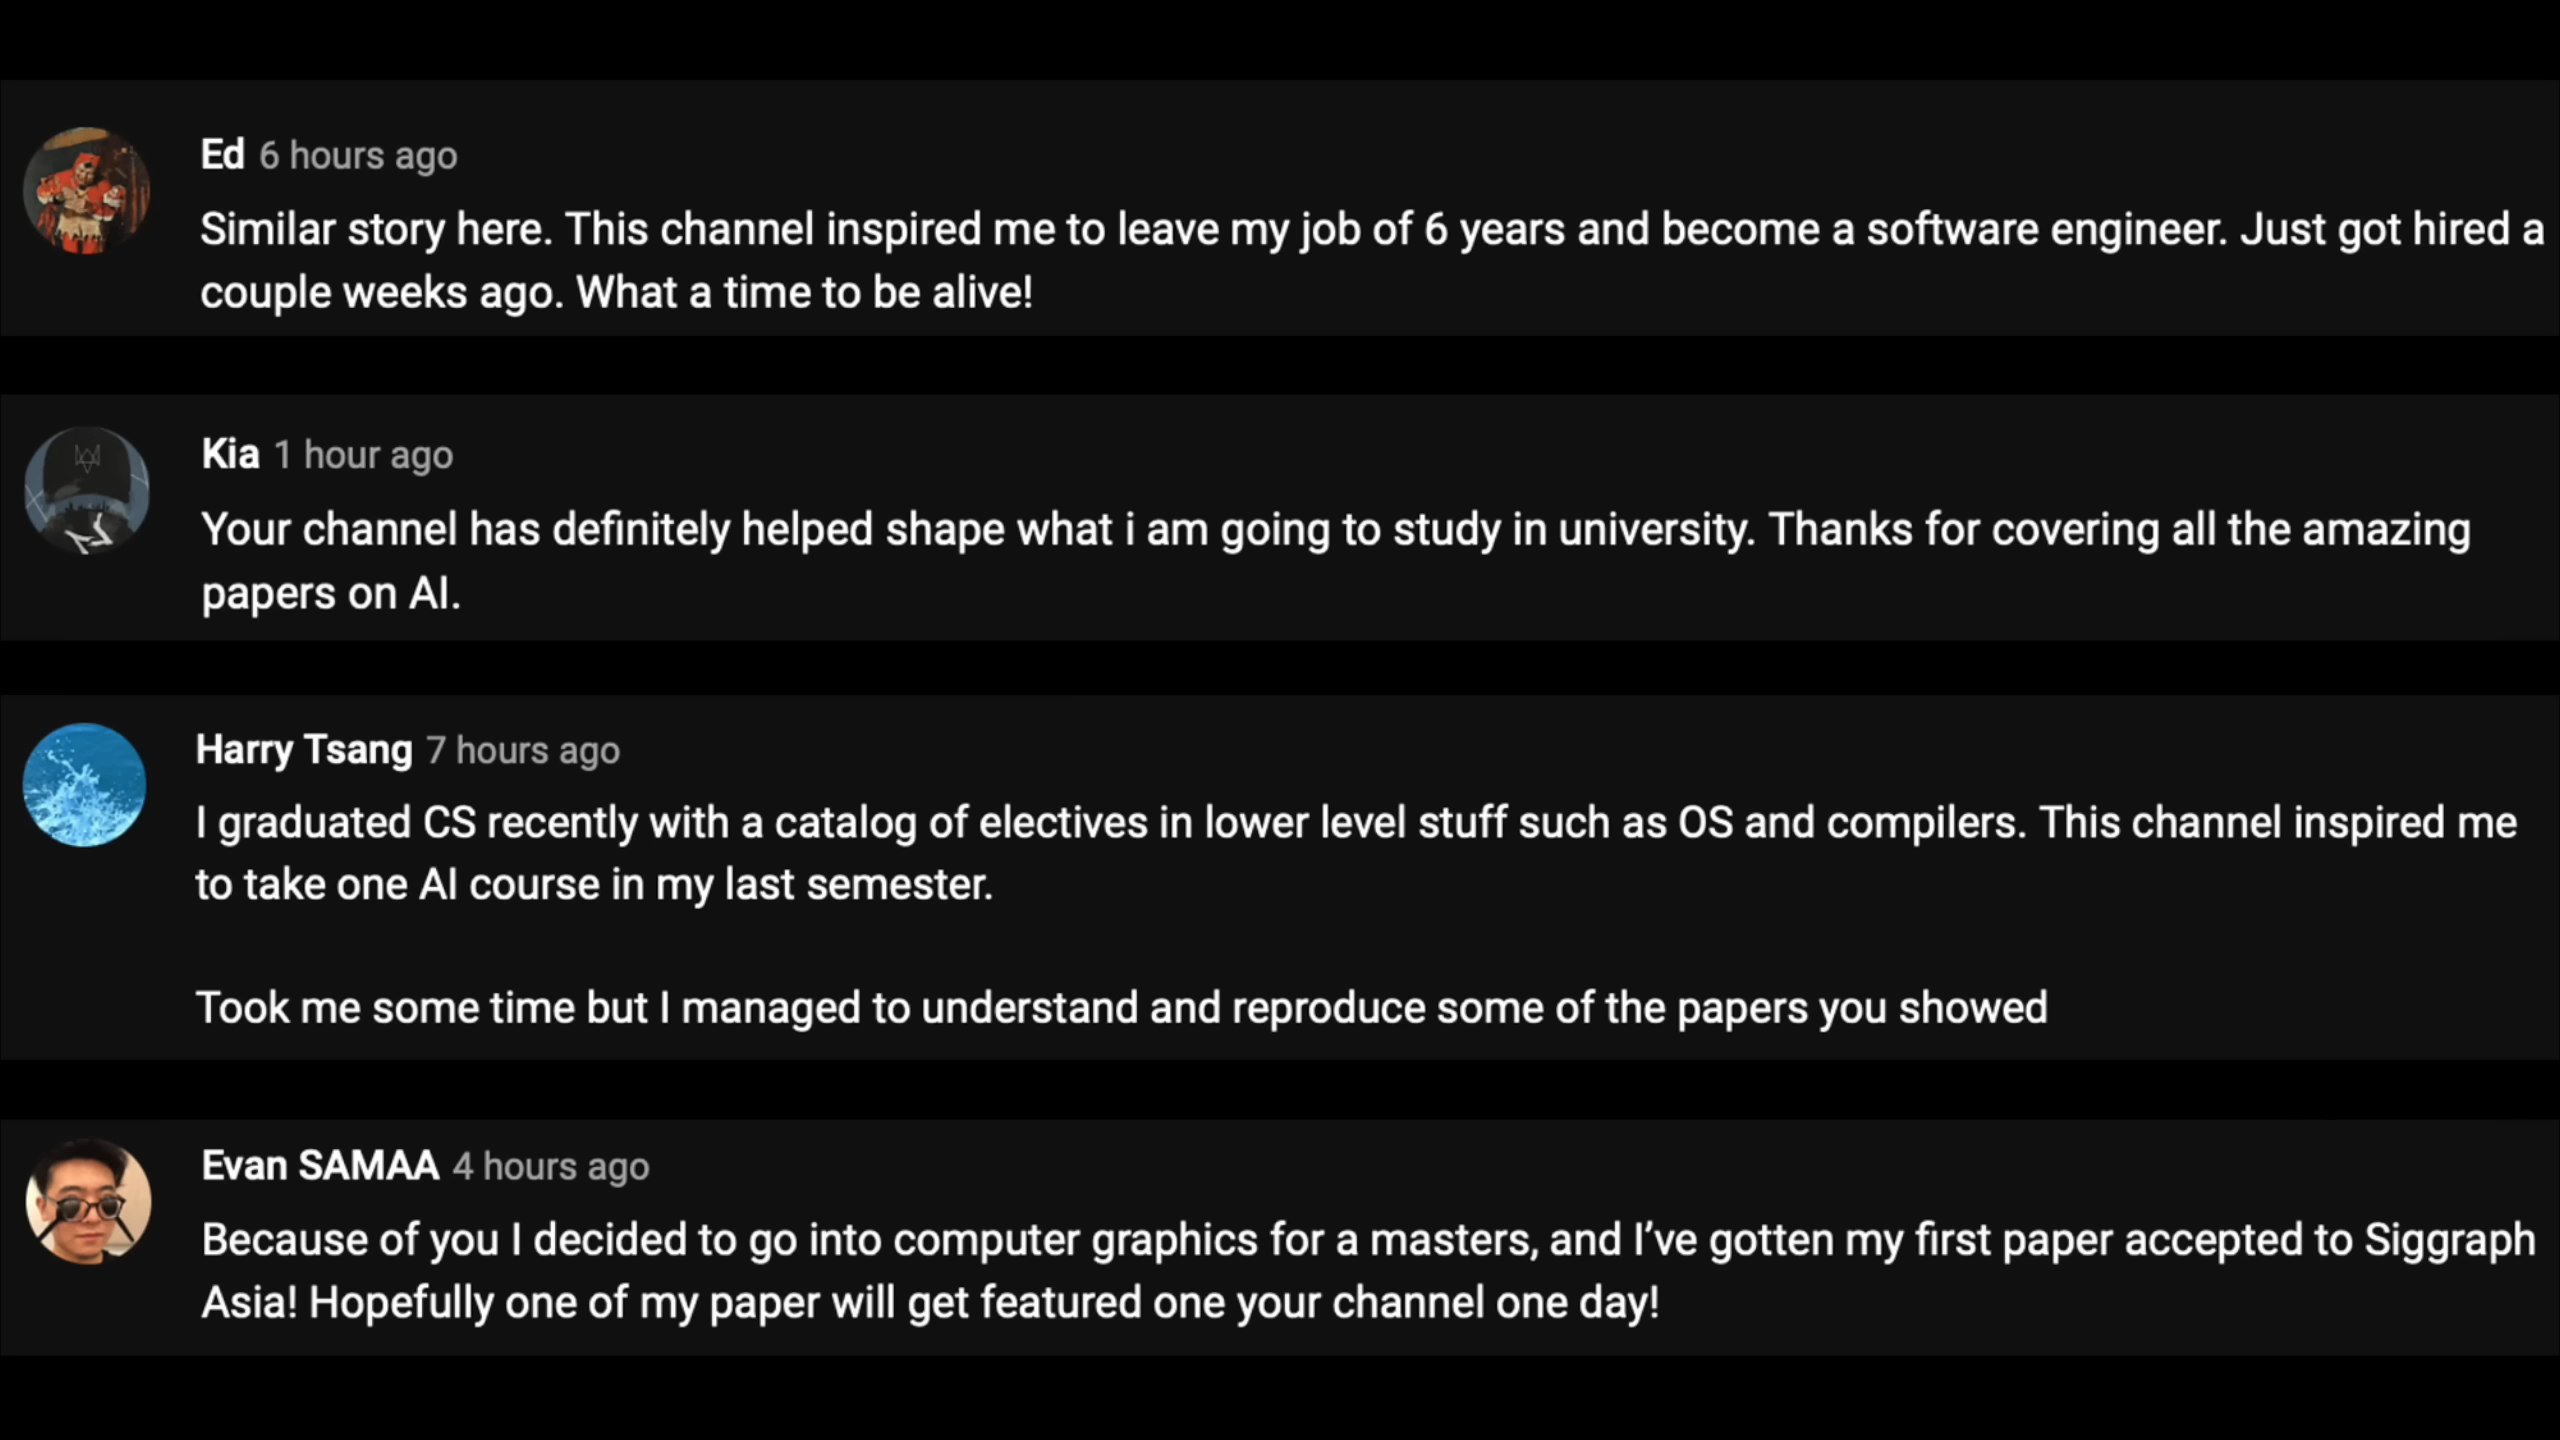 Ed 6 hours ago
Similar story here. This channel inspired me to leave my job of 6 years and become a software engineer. Just got hired a
couple weeks ago. What a time to be alive!
Kia 1 hour ago
Your channel has definitely helped shape what i am going to study in university. Thanks for covering all the amazing
papers on AI.
Harry Tsang 7 hours ago
I graduated CS recently with a catalog of electives in lower level stuff such as OS and compilers. This channel inspired me
to take one AI course in my last semester.
Took me some time but I managed to understand and reproduce some of the papers you showed
Evan SAMAA 4 hours ago
Because of you I decided to go into computer graphics for a masters, and I’ve gotten my first paper accepted to Siggraph
Asia! Hopefully one of my paper will get featured one your channel one day!